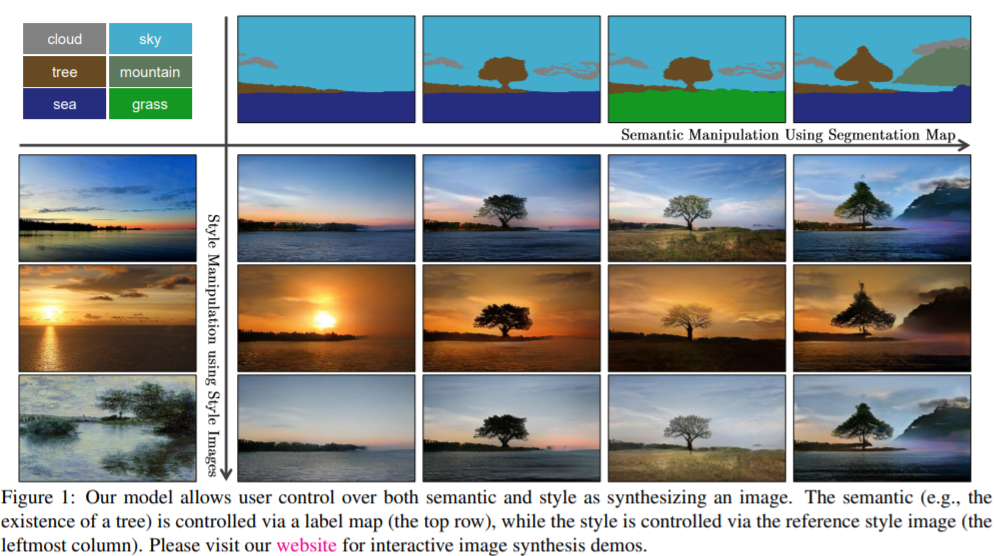 cloud sky
tree mountain
sea grass
Semantic Manipulation Using Segmentation Map
Style Manipulation using Style Images
Figure 1: Our model allows user control over both semantic and style as synthesizing an image. The semantic (e.g., the
existence of a tree) is controlled via a label map (the top row), while the style is controlled via the reference style image (the
leftmost column). Please visit our website for interactive image synthesis demos.